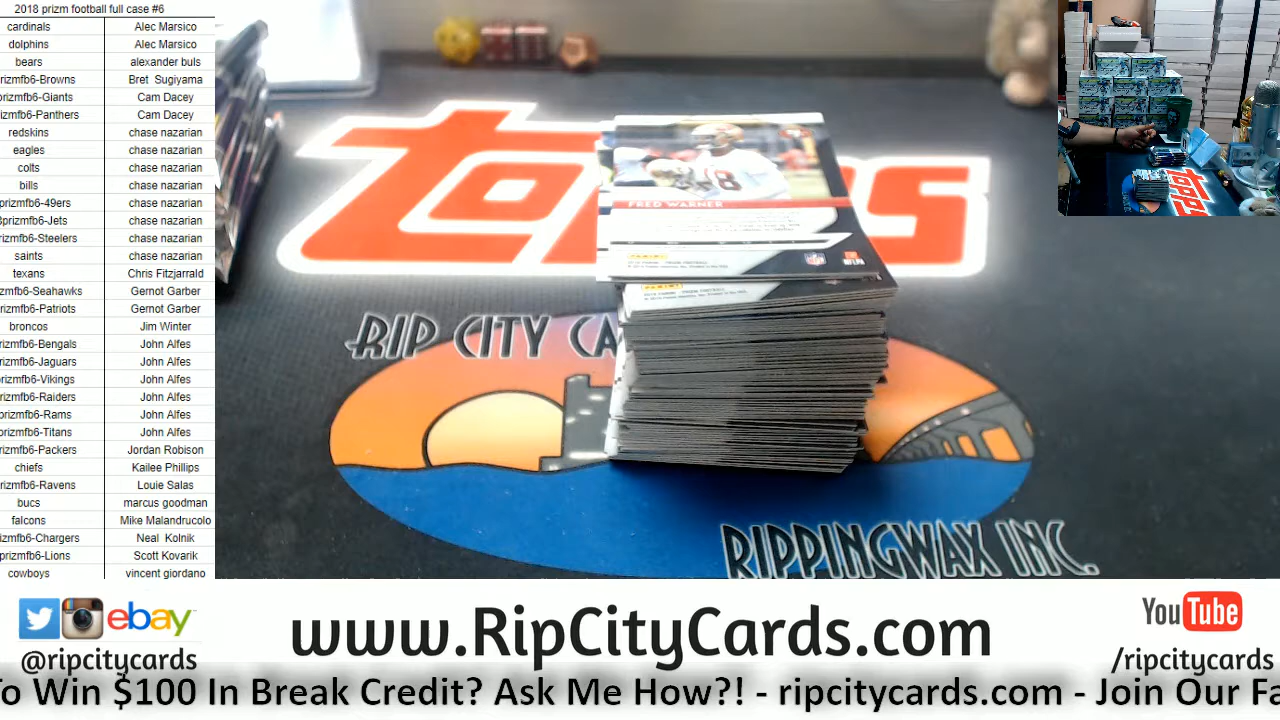 2018 prizm football full case #6
cardinals Alec Marsico
dolphins Alec Marsico
bears alexander buls
rizmfb6-Browns Bret Sugiyama
prizmfb6-Giants Cam Dacey
izmfb6-Panthers Cam Dacey
redskins chase nazarian
eagles chase nazarian
colts chase nazarian
bills chase nazarian
prizmfb6-49ers chase nazarian
8prizmfb6-Jets chase nazarian
rizmfb6-Steelers chase nazarian
saints chase nazarian
texans Chris Fitzjarrald
zmfb6-Seahawks Gernot Garber
rizmfb6-Patriots Gernot Garber
broncos Jim Winter
rizmfb6-Bengals John Alfes
rizmfb6-Jaguars John Alfes
rizmfb6-Vikings John Alfes
rizmfb6-Raiders John Alfes
prizmfb6-Rams John Alfes
rizmfb6-Titans John Alfes
rizmfb6-Packers Jordan Robison
chiefs Kailee Phillips
rizmfb6-Ravens Louie Salas
bucs marcus goodman
falcons Mike Malandrucolo
izmfb6-Chargers Neal Kolnik
prizmfb6-Lions Scott Kovarik
cowboys vincent giordano
topps
FRED WARNER
PANINI
RIP CITY CA
RIPPINGWAX INC.
topps
ebay
@ripcitycards
www.RipCityCards.com
YouTube
/ripcitycards
To Win $100 In Break Credit? Ask Me How?! - ripcitycards.com - Join Our Fa